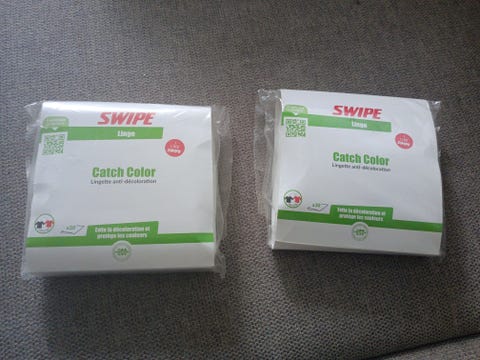 SWIPE
Linge
Catch Color
Lingette anti-décoloration
x20
Evite la décoloration et
protège les couleurs
SWIPE
Linge
Catch Color
Lingette anti-décoloration
Evite la décoloration et
protège les couleurs